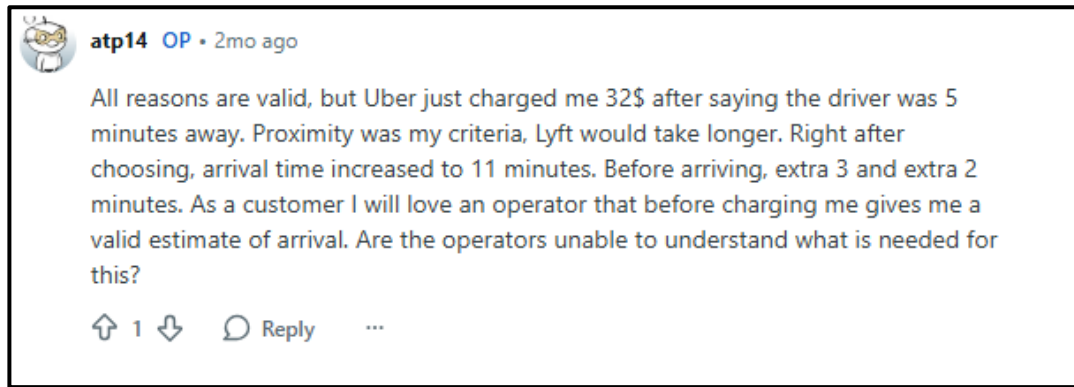 atp14 OP • 2mo ago
All reasons are valid, but Uber just charged me 32$ after saying the driver was 5
minutes away. Proximity was my criteria, Lyft would take longer. Right after
choosing, arrival time increased to 11 minutes. Before arriving, extra 3 and extra 2
minutes. As a customer I will love an operator that before charging me gives me a
valid estimate of arrival. Are the operators unable to understand what is needed for
this?
1 Reply ...